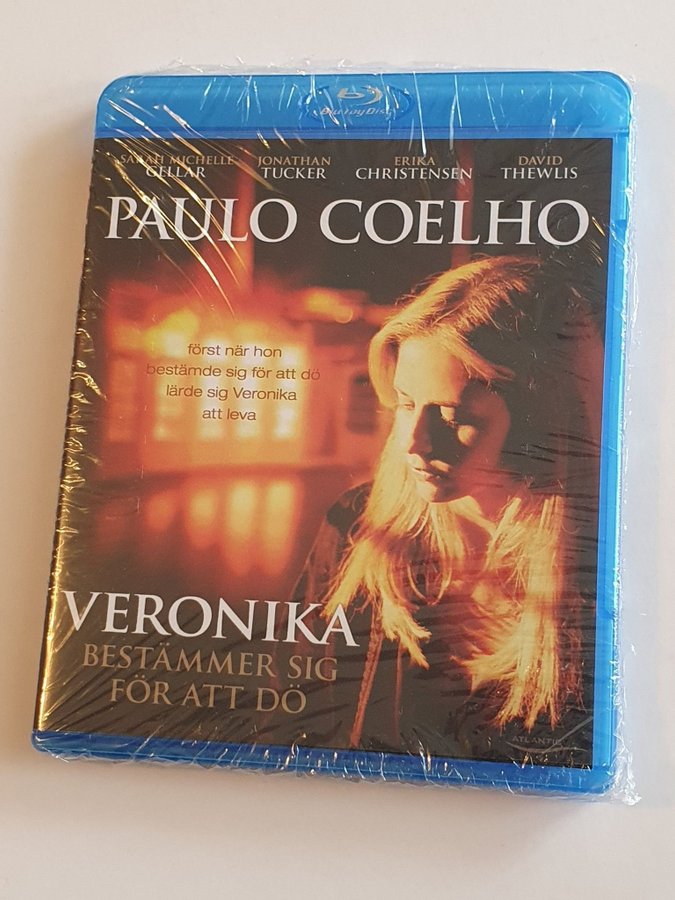 Blu-ray Disc
SARAH MICHELLE GELLAR
JONATHAN TUCKER
ERIKA CHRISTENSEN
DAVID THEWLIS
PAULO COELHO
först när hon
bestämde sig för att dö
lärde sig Veronika
att leva
VERONIKA
BESTÄMMER SIG
FÖR ATT DÖ
ATLANTIC